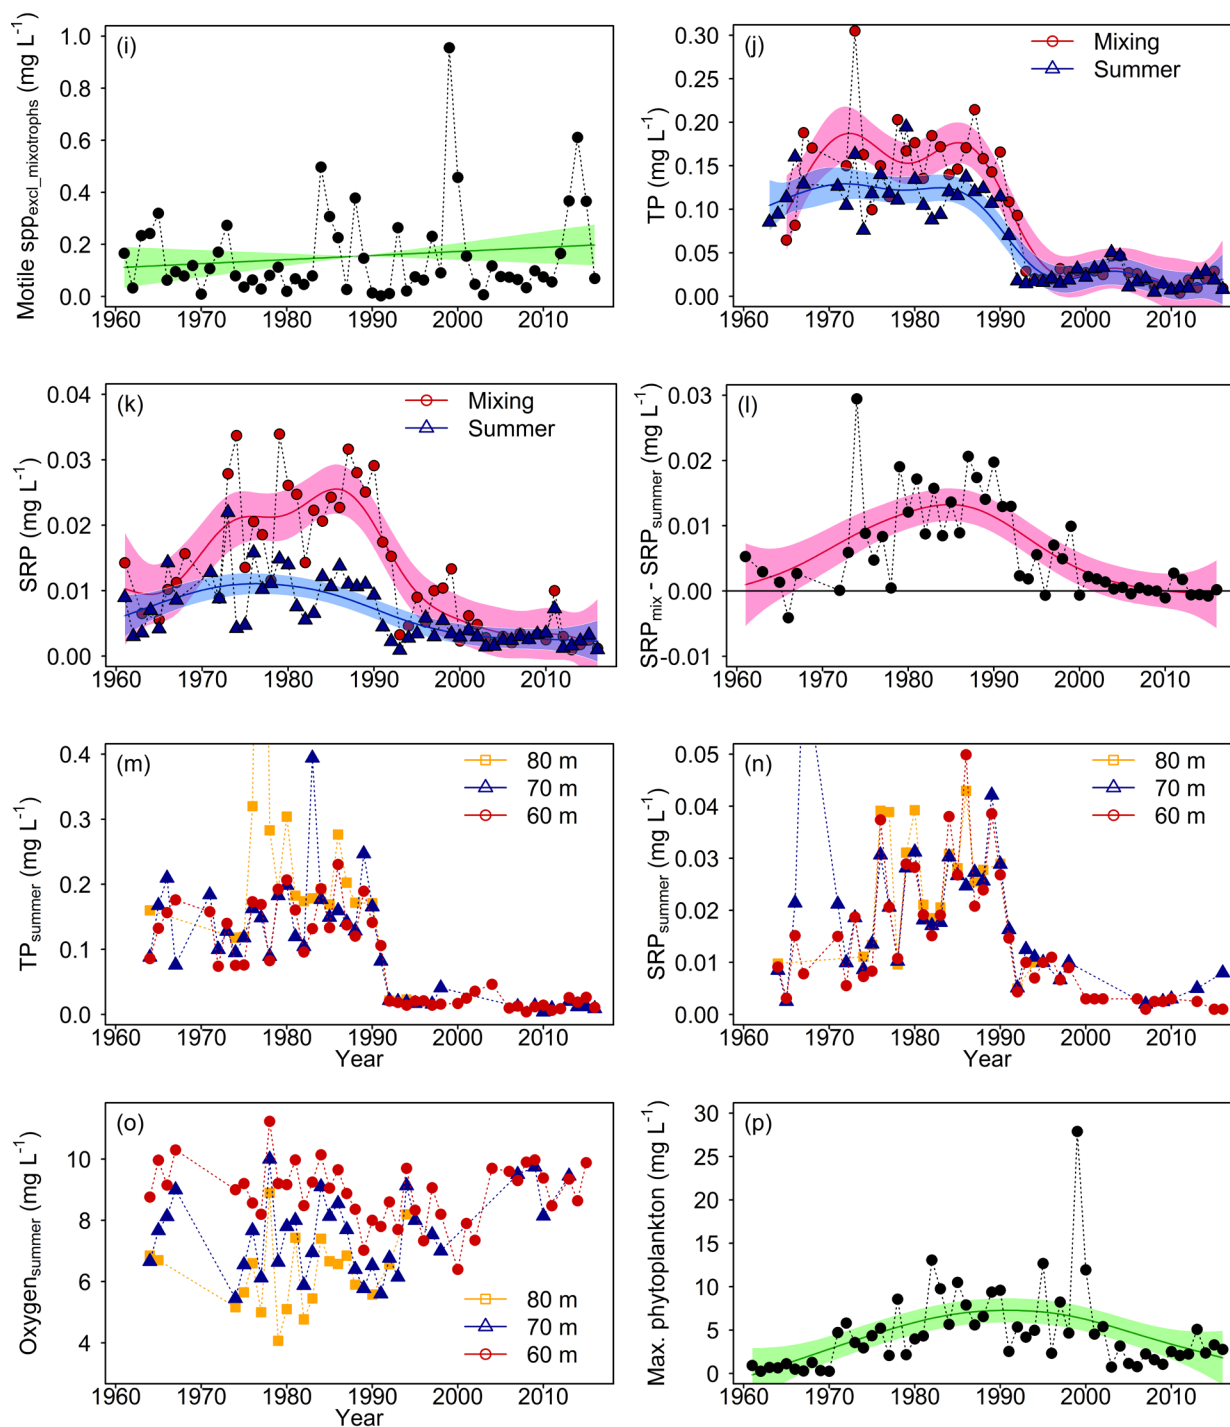 (i)
Motile spp_excl_mixotrophs (mg L⁻¹)
1.0
0.8
0.6
0.4
0.2
0.0
1960 1970 1980 1990 2000 2010
(j)
Mixing
Summer
TP (mg L⁻¹)
0.30
0.25
0.20
0.15
0.10
0.05
0.00
1960 1970 1980 1990 2000 2010
(k)
Mixing
Summer
SRP (mg L⁻¹)
0.04
0.03
0.02
0.01
0.00
1960 1970 1980 1990 2000 2010
(l)
SRP_mix - SRP_summer (mg L⁻¹)
0.03
0.02
0.01
0.00
-0.01
1960 1970 1980 1990 2000 2010
(m)
80 m
70 m
60 m
TP_summer (mg L⁻¹)
0.4
0.3
0.2
0.1
0.0
1960 1970 1980 1990 2000 2010
Year
(n)
80 m
70 m
60 m
SRP_summer (mg L⁻¹)
0.05
0.04
0.03
0.02
0.01
0.00
1960 1970 1980 1990 2000 2010
Year
(o)
Oxygen_summer (mg L⁻¹)
10
8
6
4
80 m
70 m
60 m
1960 1970 1980 1990 2000 2010
Year
(p)
Max. phytoplankton (mg L⁻¹)
30
25
20
15
10
5
0
1960 1970 1980 1990 2000 2010
Year